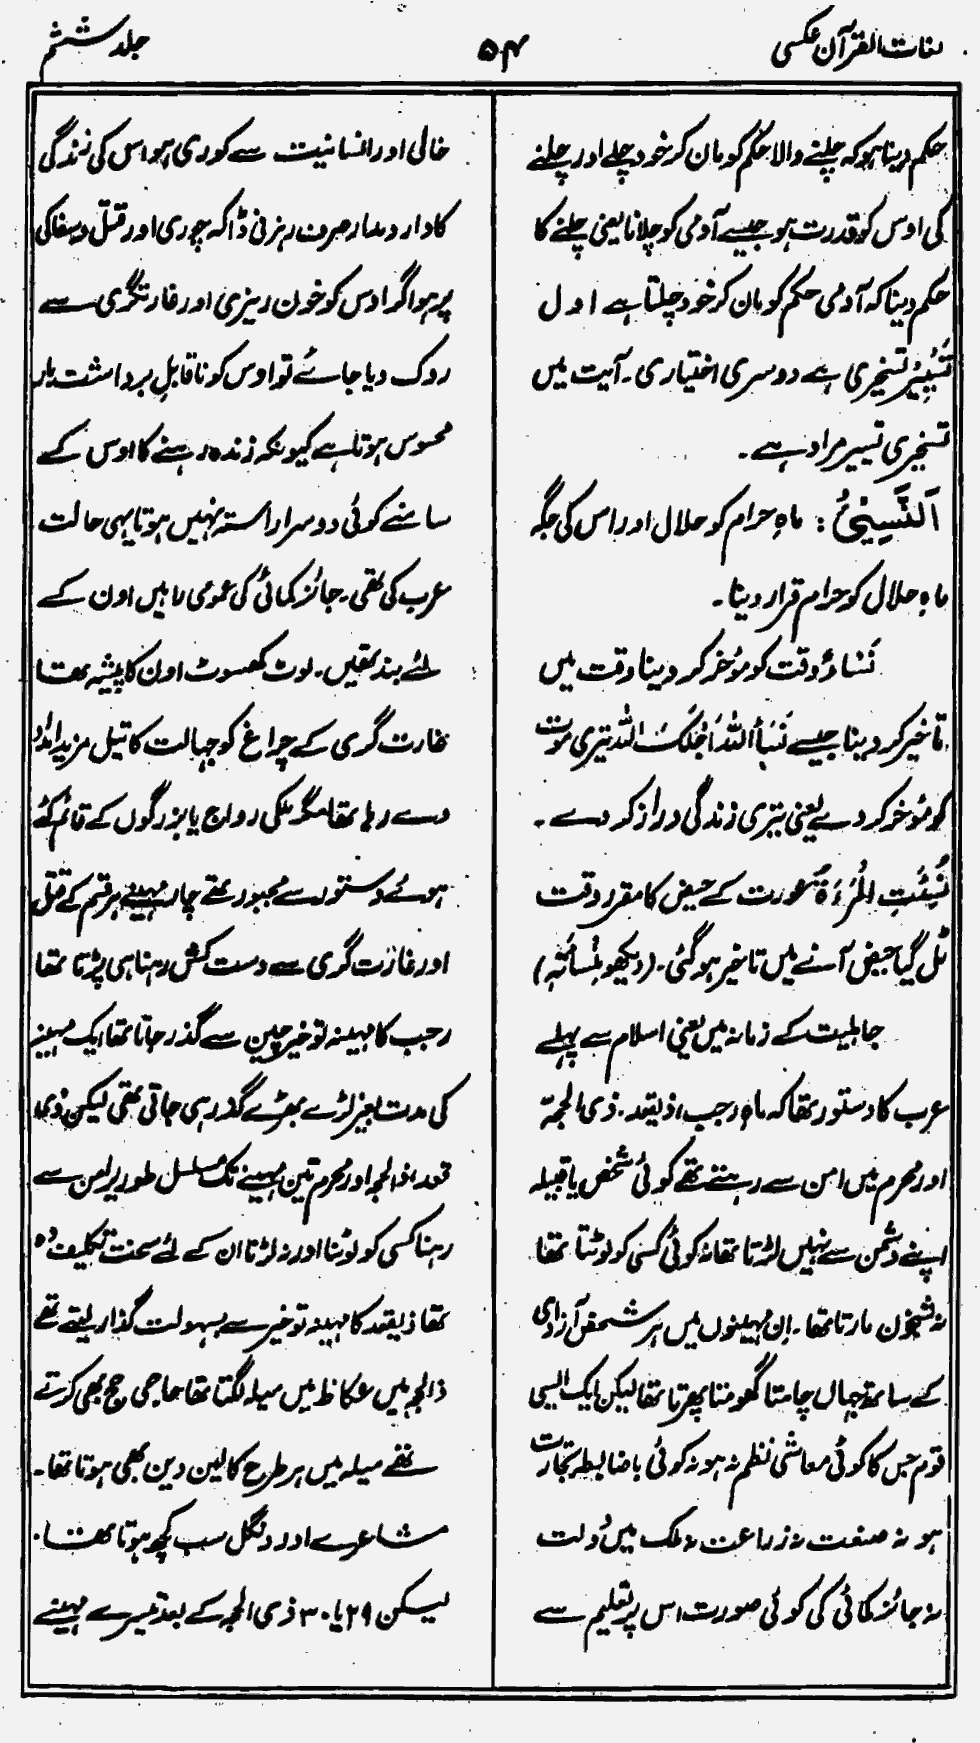 لغات القرآن عکسی
۵۴
جلد ششم
حکم دینا ہو کہ چلنے والا حکم کو مان کر خود چلے اور چلنے
کی اوس کو قدرت ہو جیسے آدمی کو چلانا یعنی چلنے کا
حکم دینا کہ آدمی حکم کو مان کر خود چلتا ہے اول
تسخیری ہے دوسری اختیاری۔ آیت میں
تسخیری تیسیر مراد ہے۔
اَلنَّسِیْئُ : ماہِ حرام کو حلال اور اس کی جگہ
ماہِ حلال کو حرام قرار دینا۔
نَسَاءٌ وقت کو مؤخر کر دینا وقت میں
تاخیر کر دینا جیسے نَسَأَ اللّٰہُ اَجَلَکَ اللہ تیری موت
کو مؤخر کر دے یعنی تیری زندگی دراز کر دے۔
نُسِئَتِ الْمَرْءَۃُ عورت کے حیض کا مقرر وقت
ٹل گیا حیض آنے میں تاخیر ہو گئی۔ (دیکھو مِنْسَأَتَہٗ)
جاہلیت کے زمانہ میں یعنی اسلام سے پہلے
عرب کا دستور تھا کہ ماہِ رجب، ذیقعد۔ ذی الحجہ
اور محرم میں امن سے رہتے تھے کوئی شخص یا قبیلہ
اپنے دشمن سے نہیں لڑتا تھا نہ کوئی کسی کو لوٹتا تھا
نہ شبخون مارتا تھا۔ ان مہینوں میں ہر شخص آزادی
کے ساتھ جہاں چاہتا گھومتا پھرتا تھا لیکن ایک ایسی
قوم جس کا کوئی معاشی نظم نہ ہو نہ کوئی باضابطہ تجارت
ہو نہ صنعت نہ زراعت نہ ملک میں دولت
نہ جائز کمائی کی کوئی صورت اس پر تعلیم سے
خالی اور انسانیت سے کوری ہو اس کی زندگی
کا دار و مدار صرف رہزنی ڈاکہ چوری اور قتل و سفاکی
پر ہو اگر اوس کو خون ریزی اور غارتگری سے
روک دیا جائے تو اوس کو ناقابلِ برداشت بار
محسوس ہوتا ہے کیونکہ زندہ رہنے کا اوس کے
سامنے کوئی دوسرا راستہ نہیں ہوتا یہی حالت
عرب کی تھی۔ جائز کمائی کی عمومی راہیں اون کے
لئے بند تھیں۔ لوٹ کھسوٹ اون کا پیشہ تھا
غارت گری کے چراغ کو جہالت کا تیل مزید امداد
دے رہا تھا مگر ملکی رواج یا بزرگوں کے قائم کئے
ہوئے دستور سے مجبور تھے چار مہینے ہر قسم کے قتل
اور غارت گری سے دست کش رہنا ہی پڑتا تھا
رجب کا مہینہ تو خیر چین سے گذر جاتا تھا ایک مہینہ
کی مدت بغیر لڑے بھڑے گذر ہی جاتی تھی لیکن ذی
قعد، ذالحجہ اور محرم تین مہینے تک مسلسل طور پر امن سے
رہنا کسی کو لوٹنا اور نہ لڑنا ان کے لئے سخت تکلیف دہ
تھا ذیقعد کا مہینہ تو خیر سے بسہولت گذار لیتے تھے
ذالحجہ میں عکاظ میں میلہ لگتا تھا حاجی حج بھی کرتے
تھے میلہ میں ہر طرح کا لین دین بھی ہوتا تھا۔
مشاعرے اور دنگل سب کچھ ہوتا تھا۔
لیکن ۲۹ یا ۳۰ ذی الحجہ کے بعد تیسرے مہینے